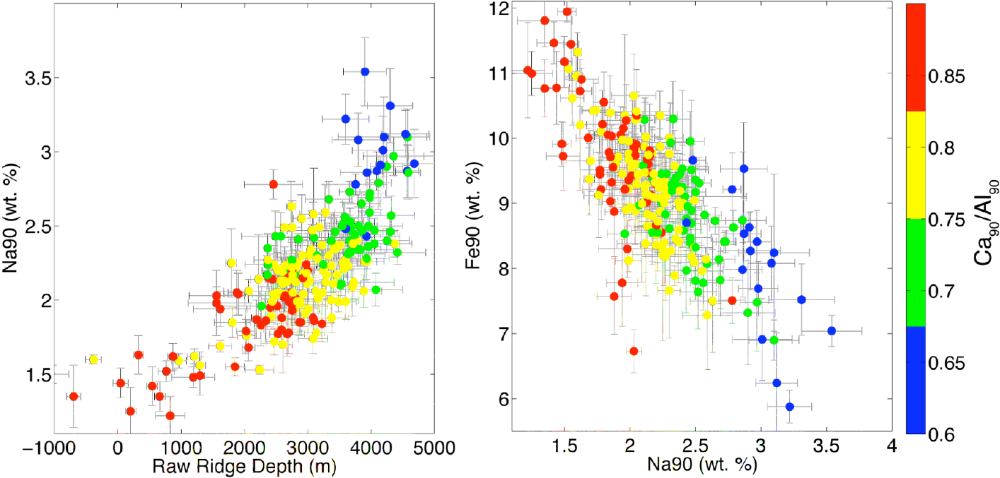 3.5
3
2.5
2
1.5
Na90 (wt. %)
−1000 0 1000 2000 3000 4000 5000
Raw Ridge Depth (m)
12
11
10
9
8
7
6
Fe90 (wt. %)
1.5 2 2.5 3 3.5 4
Na90 (wt. %)
0.85
0.8
0.75
0.7
0.65
0.6
Ca90/Al90